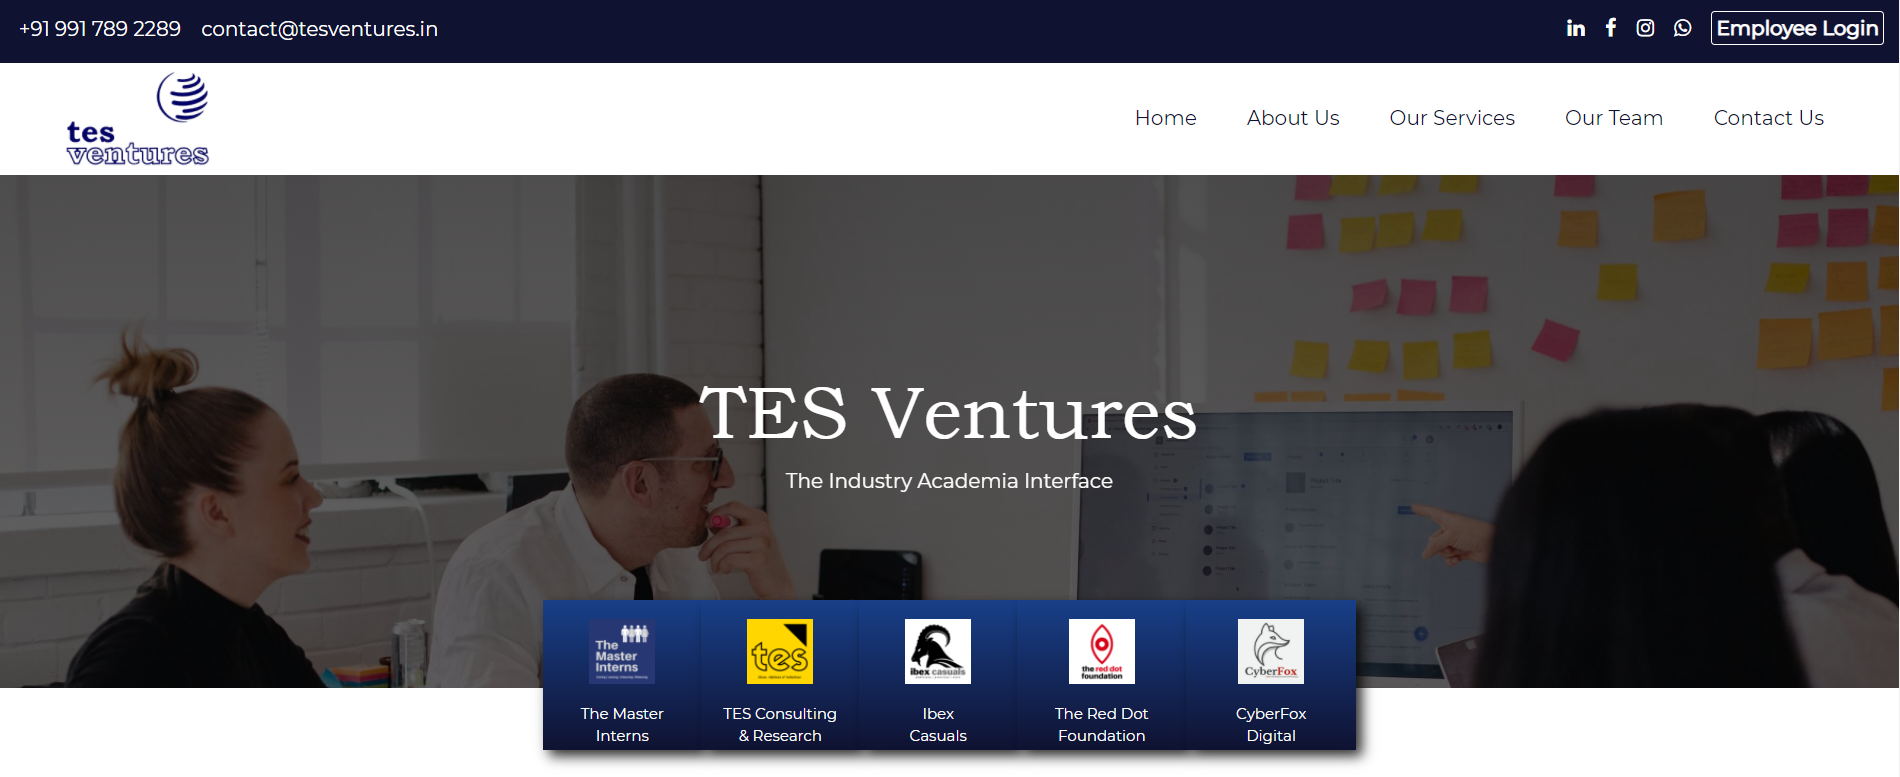 +91 991 789 2289 contact@tesventures.in
Employee Login
tes
ventures
Home About Us Our Services Our Team Contact Us
TES Ventures
The Industry Academia Interface
The
Master
Interns
tes
ibex casuals
the red dot
foundation
CyberFox
The Master
Interns
TES Consulting
& Research
Ibex
Casuals
The Red Dot
Foundation
CyberFox
Digital